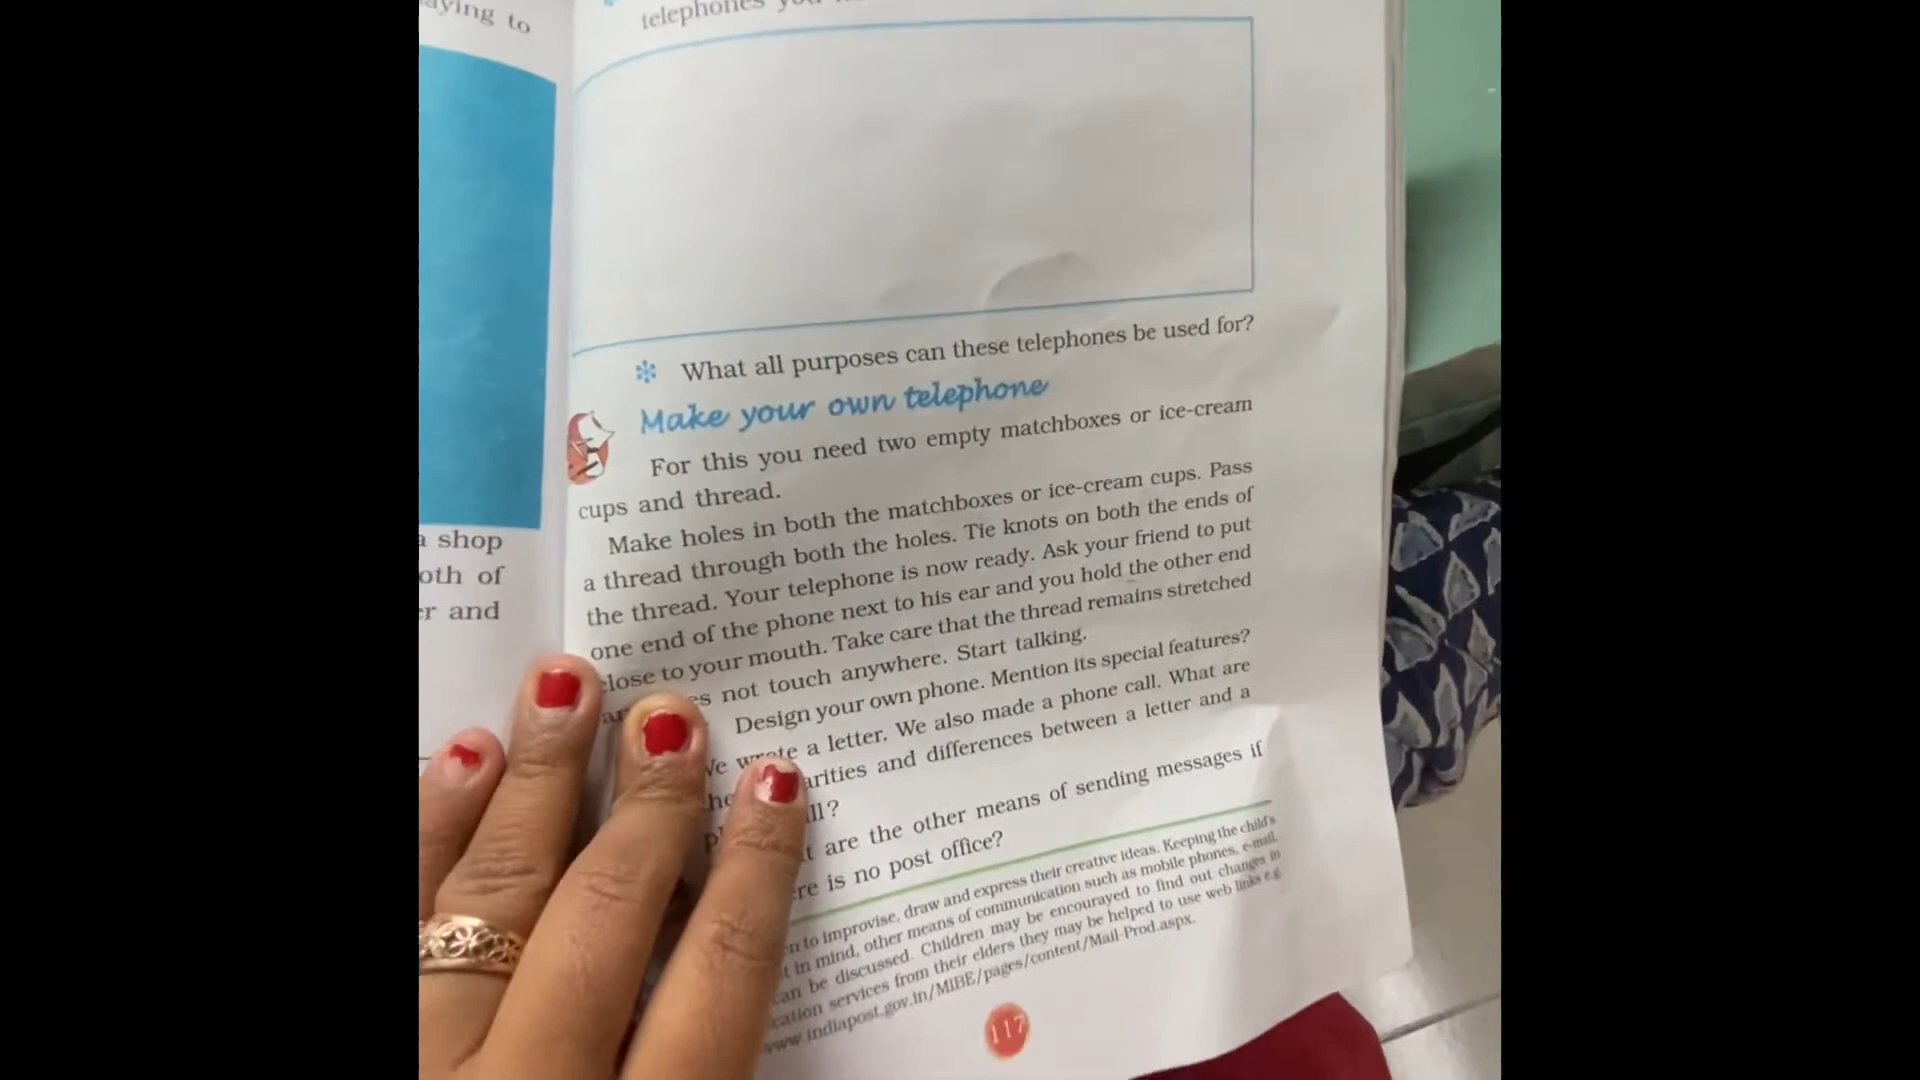 aying to
telephones you
a shop
oth of
er and
What all purposes can these telephones be used for?
Make your own telephone
For this you need two empty matchboxes or ice-cream
cups and thread.
Make holes in both the matchboxes or ice-cream cups. Pass
a thread through both the holes. Tie knots on both the ends of
the thread. Your telephone is now ready. Ask your friend to put
one end of the phone next to his ear and you hold the other end
close to your mouth. Take care that the thread remains stretched
es not touch anywhere. Start talking.
Design your own phone. Mention its special features?
We wrote a letter. We also made a phone call. What are
the arities and differences between a letter and a
ll?
t are the other means of sending messages if
re is no post office?
en to improvise, draw and express their creative ideas. Keeping the child's
t in mind, other means of communication such as mobile phones, e-mail,
can be discussed. Children may be encourayed to find out changes in
cation services from their elders they may be helped to use web links e.g.
www.indiapost.gov.in/MIBE/pages/content/Mail-Prod.aspx.
117